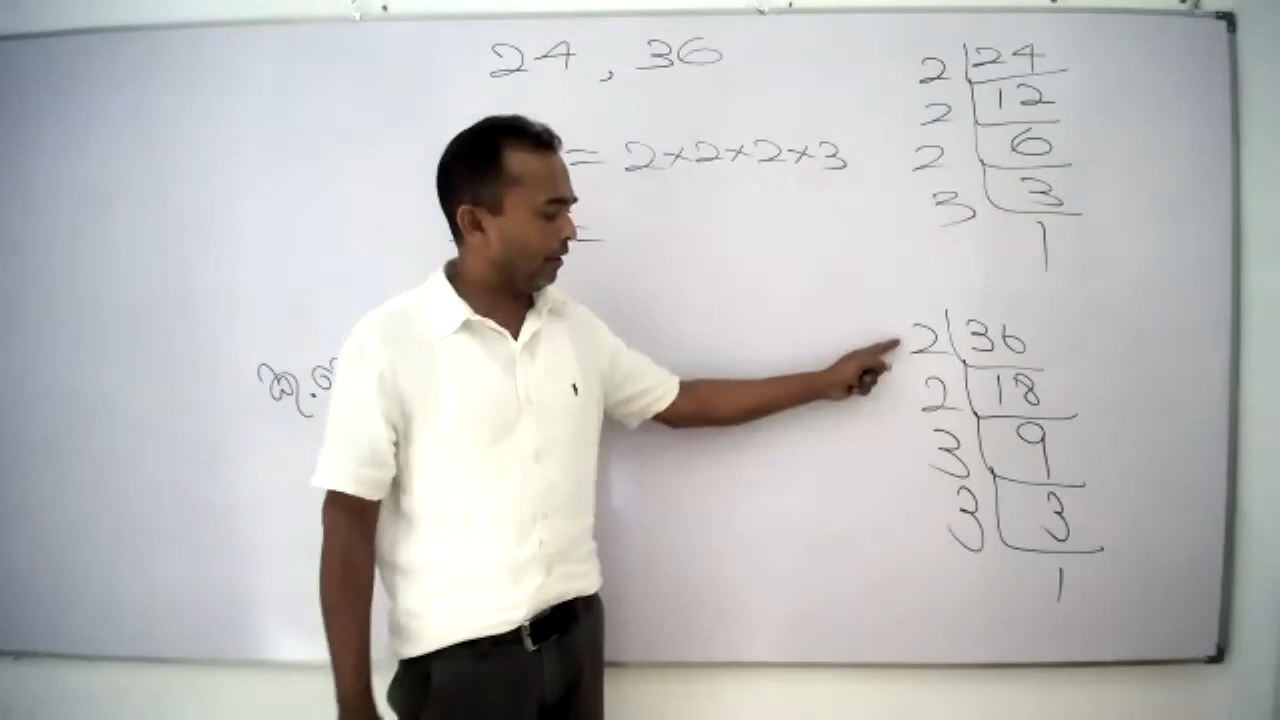 24 , 36
= 2×2×2×3
=
කු.
2 | 24
2 | 12
2 | 6
3 | 3
1
2 | 36
2 | 18
3 | 9
3 | 3
1